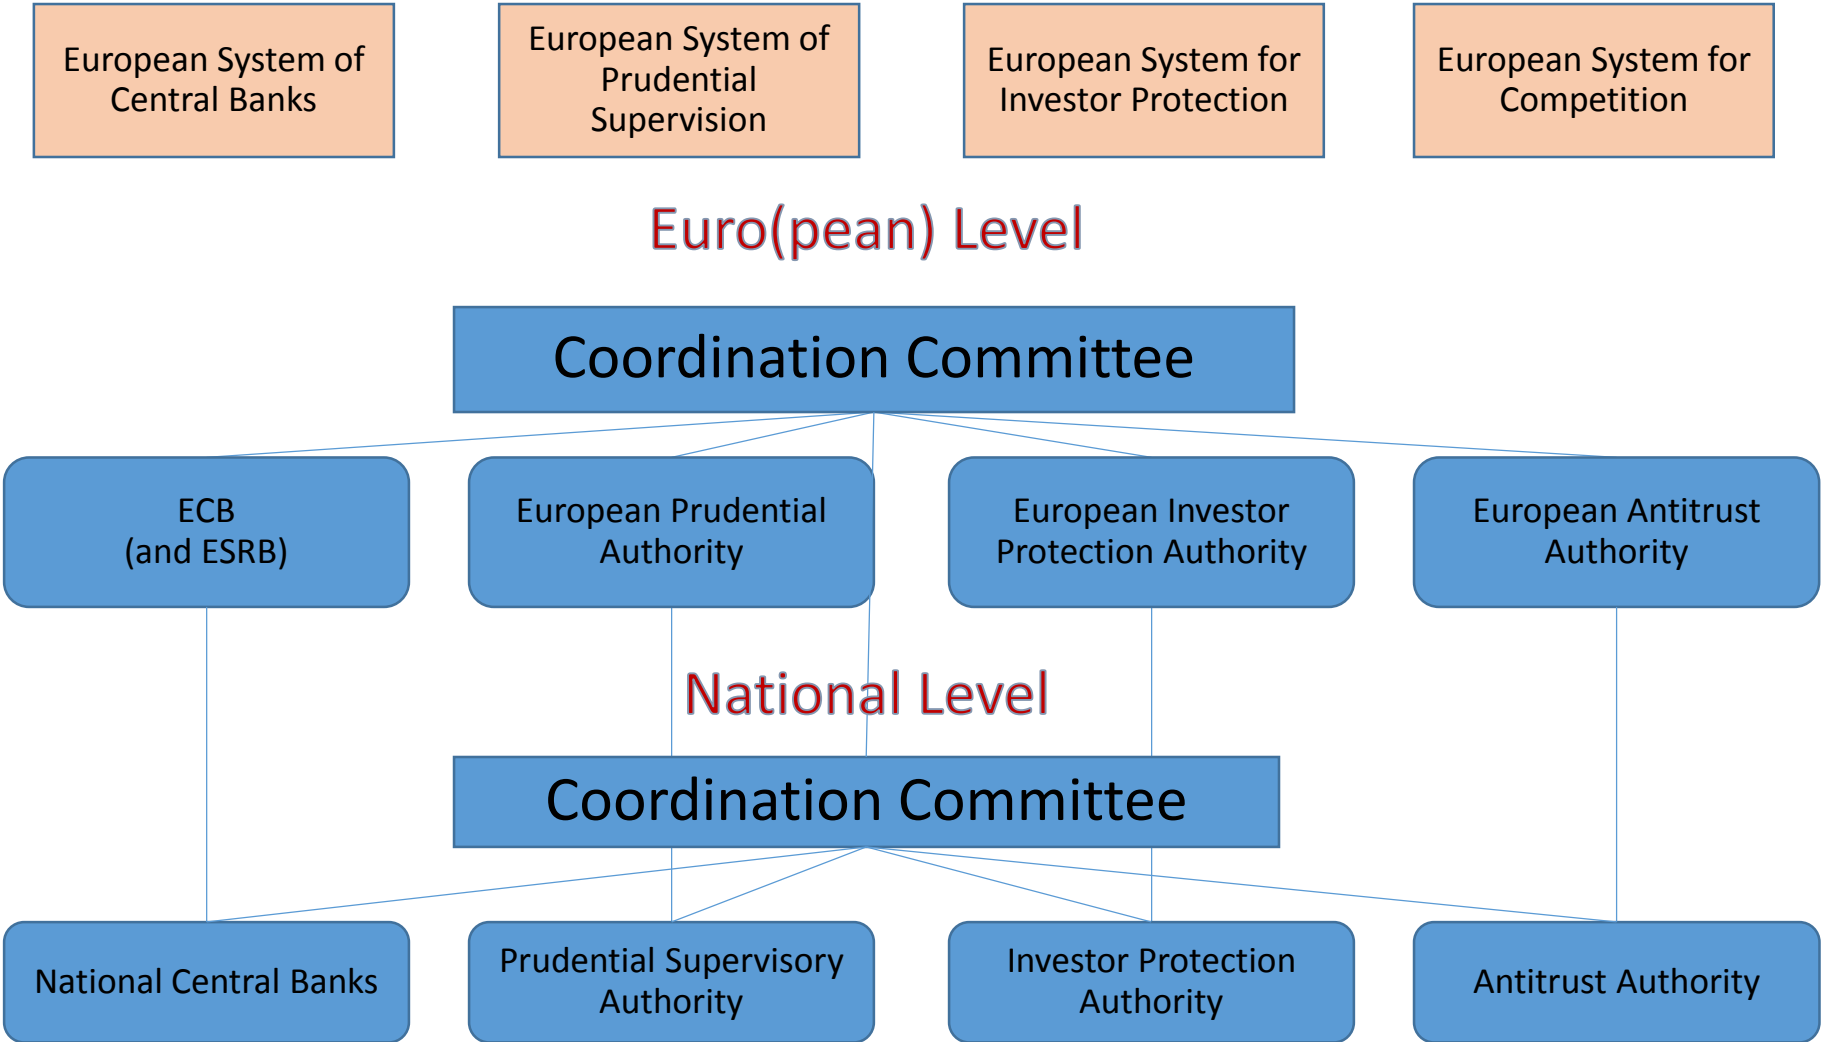 European System of
Central Banks
European System of
Prudential
Supervision
European System for
Investor Protection
European System for
Competition
Euro(pean) Level
Coordination Committee
ECB
(and ESRB)
European Prudential
Authority
European Investor
Protection Authority
European Antitrust
Authority
National Level
Coordination Committee
National Central Banks
Prudential Supervisory
Authority
Investor Protection
Authority
Antitrust Authority